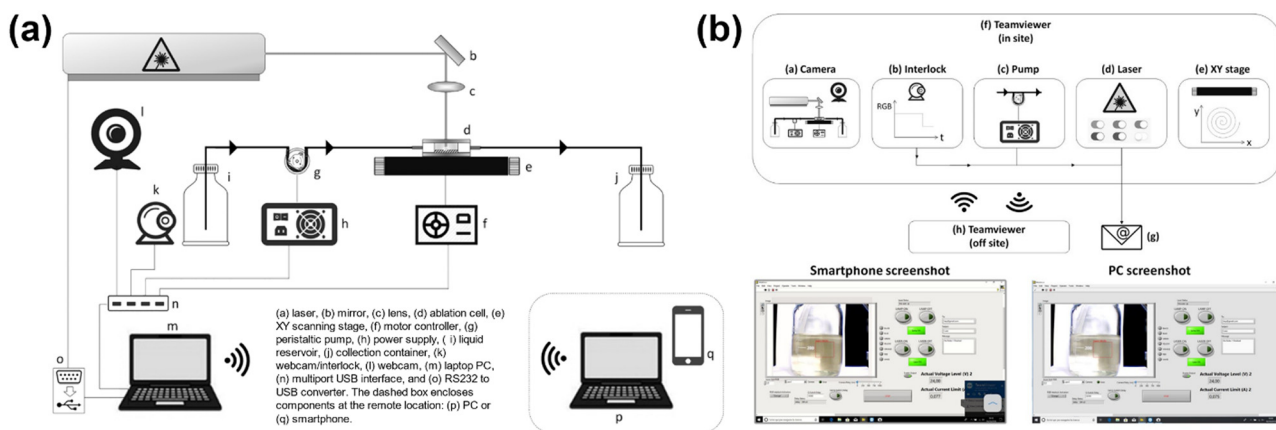 (a)
b
c
l
d
e
i
g
j
k
h
f
n
m
o
(a) laser, (b) mirror, (c) lens, (d) ablation cell, (e)
XY scanning stage, (f) motor controller, (g)
peristaltic pump, (h) power supply, ( i) liquid
reservoir, (j) collection container, (k)
webcam/interlock, (l) webcam, (m) laptop PC,
(n) multiport USB interface, and (o) RS232 to
USB converter. The dashed box encloses
components at the remote location: (p) PC or
(q) smartphone.
q
p
(b)
(f) Teamviewer
(in site)
(a) Camera
(b) Interlock
(c) Pump
(d) Laser
(e) XY stage
RGB
t
y
x
(h) Teamviewer
(off site)
@
(g)
Smartphone screenshot
PC screenshot
Actual Voltage Level (V) 2
Actual Current Limit (A) 2
Actual Voltage Level (V) 2
Actual Current Limit (A) 2